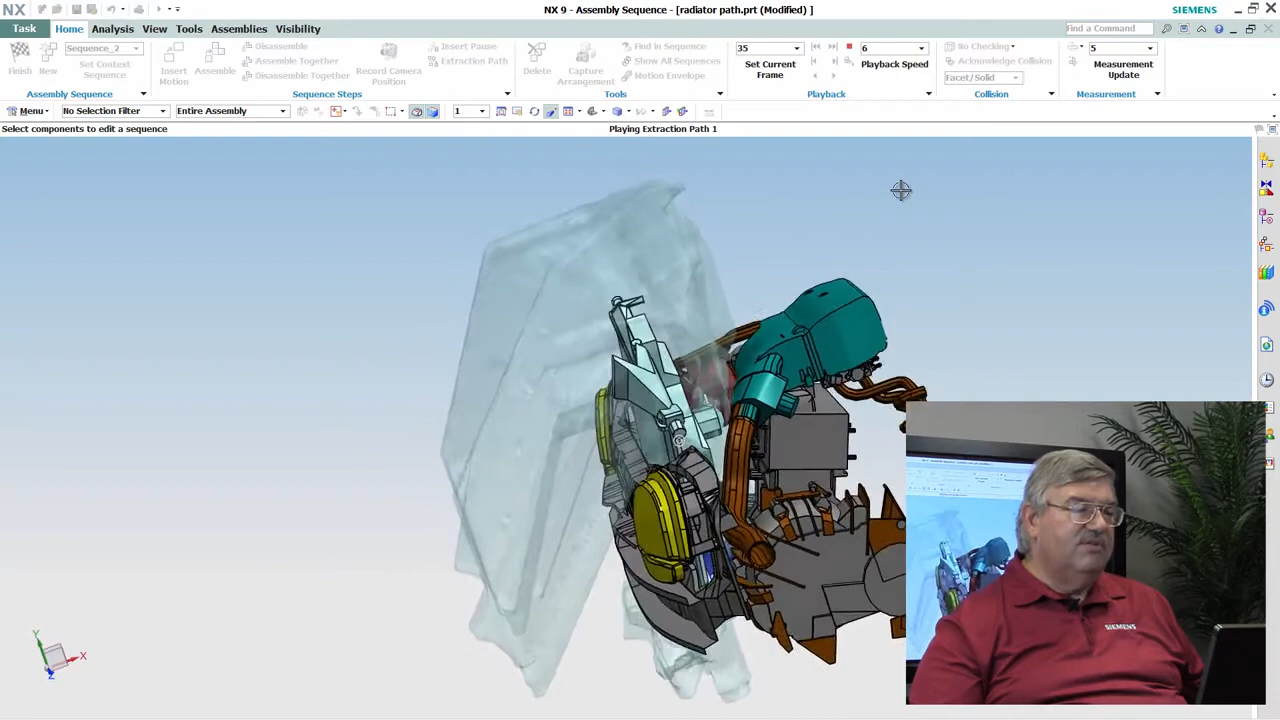 NX
NX 9 - Assembly Sequence - [radiator path.prt (Modified) ]
SIEMENS
Task
Home
Analysis
View
Tools
Assemblies
Visibility
Find a Command
Finish
New
Sequence_2
Set Context
Sequence
Assembly Sequence
Insert
Motion
Assemble
Disassemble
Assemble Together
Disassemble Together
Record Camera
Position
Insert Pause
Extraction Path
Sequence Steps
Delete
Capture
Arrangement
Find in Sequence
Show All Sequences
Motion Envelope
Tools
35
Set Current
Frame
6
Playback Speed
Playback
No Checking
Acknowledge Collision
Facet/Solid
Collision
5
Measurement
Update
Measurement
Menu
No Selection Filter
Entire Assembly
1
Select components to edit a sequence
Playing Extraction Path 1
Y
X
Z
SIEMENS